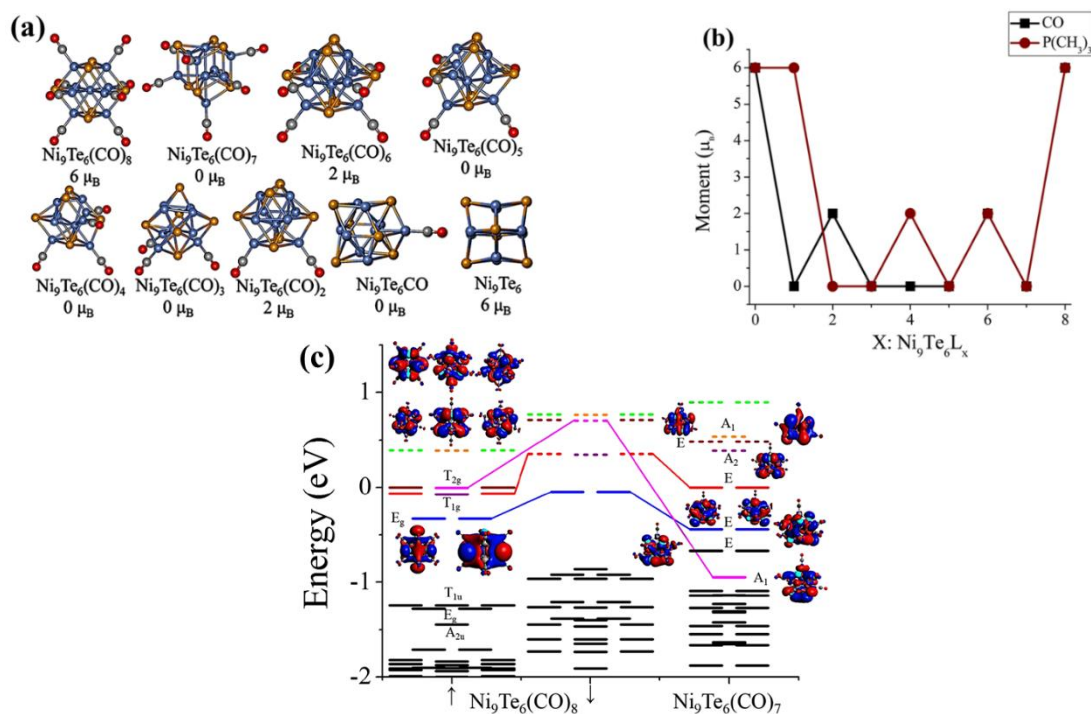 (a)
Ni₉Te₆(CO)₈ Ni₉Te₆(CO)₇ Ni₉Te₆(CO)₆ Ni₉Te₆(CO)₅
6 μB 0 μB 2 μB 0 μB
Ni₉Te₆(CO)₄ Ni₉Te₆(CO)₃ Ni₉Te₆(CO)₂ Ni₉Te₆CO Ni₉Te₆
0 μB 0 μB 2 μB 0 μB 6 μB
(b)
CO
P(CH₃)₃
Moment (μB)
6
5
4
3
2
1
0
0 2 4 6 8
X: Ni₉Te₆Lₓ
(c)
Energy (eV)
1
0
-1
-2
T2g
T1g
Eg
T1u
Eg
A2u
A1
E
A2
E
E
E
A1
↑ Ni₉Te₆(CO)₈ ↓ Ni₉Te₆(CO)₇